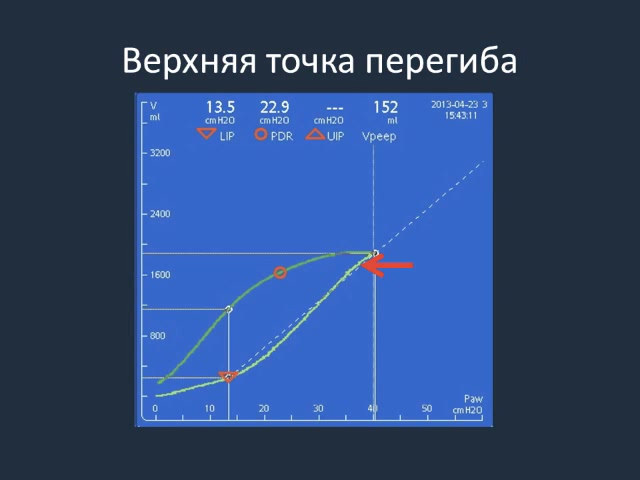 Верхняя точка перегиба
V 13.5 22.9 --- 152 2013-04-23 3
ml cmH2O cmH2O cmH2O ml 15:43:11
LIP PDR UIP Vpeep
3200
2400
1600
800
Paw
0 10 20 30 40 50 cmH2O